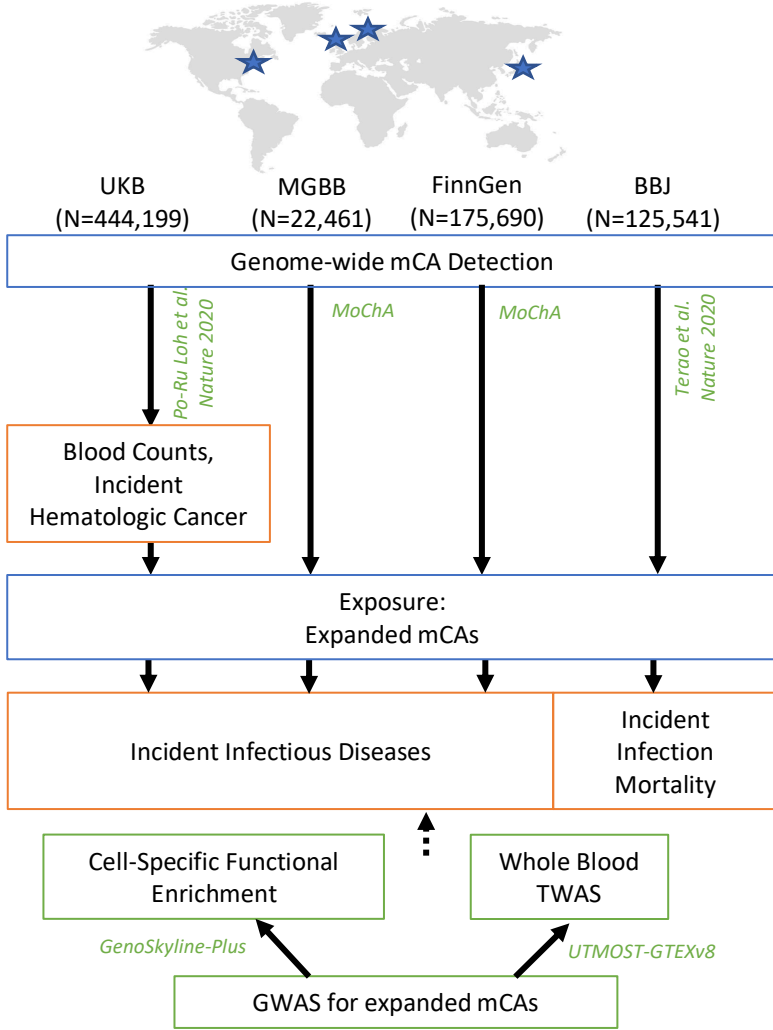 UKB
(N=444,199)
MGBB
(N=22,461)
FinnGen
(N=175,690)
BBJ
(N=125,541)
Genome-wide mCA Detection
Po-Ru Loh et al.
Nature 2020
MoChA
MoChA
Terao et al.
Nature 2020
Blood Counts,
Incident
Hematologic Cancer
Exposure:
Expanded mCAs
Incident Infectious Diseases
Incident
Infection
Mortality
Cell-Specific Functional
Enrichment
Whole Blood
TWAS
GenoSkyline-Plus
UTMOST-GTEXv8
GWAS for expanded mCAs